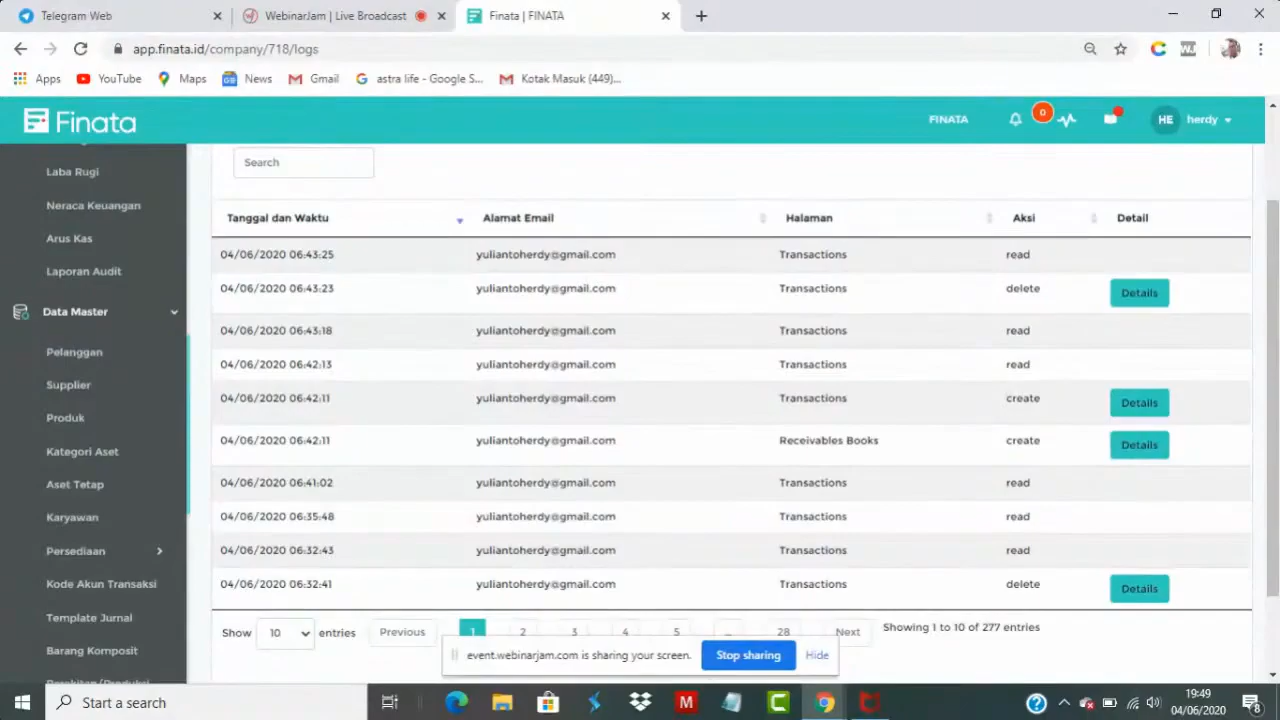 Telegram Web
WebinarJam | Live Broadcast
Finata | FINATA
app.finata.id/company/718/logs
Apps YouTube Maps News Gmail astra life - Google S... Kotak Masuk (449)...
Finata
FINATA
0
HE herdy
Laba Rugi
Neraca Keuangan
Arus Kas
Laporan Audit
Data Master
Pelanggan
Supplier
Produk
Kategori Aset
Aset Tetap
Karyawan
Persediaan
Kode Akun Transaksi
Template Jurnal
Barang Komposit
Search
Tanggal dan Waktu Alamat Email Halaman Aksi Detail
04/06/2020 06:43:25 yuliantoherdy@gmail.com Transactions read
04/06/2020 06:43:23 yuliantoherdy@gmail.com Transactions delete Details
04/06/2020 06:43:18 yuliantoherdy@gmail.com Transactions read
04/06/2020 06:42:13 yuliantoherdy@gmail.com Transactions read
04/06/2020 06:42:11 yuliantoherdy@gmail.com Transactions create Details
04/06/2020 06:42:11 yuliantoherdy@gmail.com Receivables Books create Details
04/06/2020 06:41:02 yuliantoherdy@gmail.com Transactions read
04/06/2020 06:35:48 yuliantoherdy@gmail.com Transactions read
04/06/2020 06:32:43 yuliantoherdy@gmail.com Transactions read
04/06/2020 06:32:41 yuliantoherdy@gmail.com Transactions delete Details
Show 10 entries Previous 1 2 3 4 5 ... 28 Next Showing 1 to 10 of 277 entries
event.webinarjam.com is sharing your screen. Stop sharing Hide
Start a search
19:49
04/06/2020
8